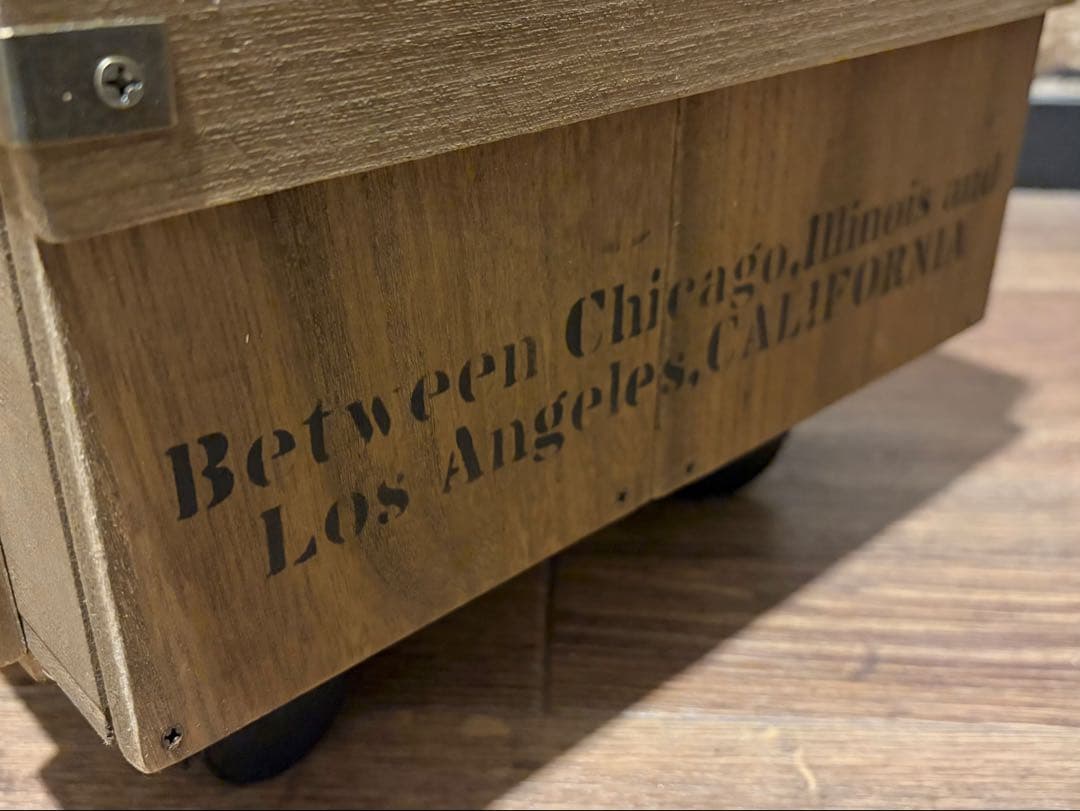 Between Chicago,Illinois and
Los Angeles,CALIFORNIA